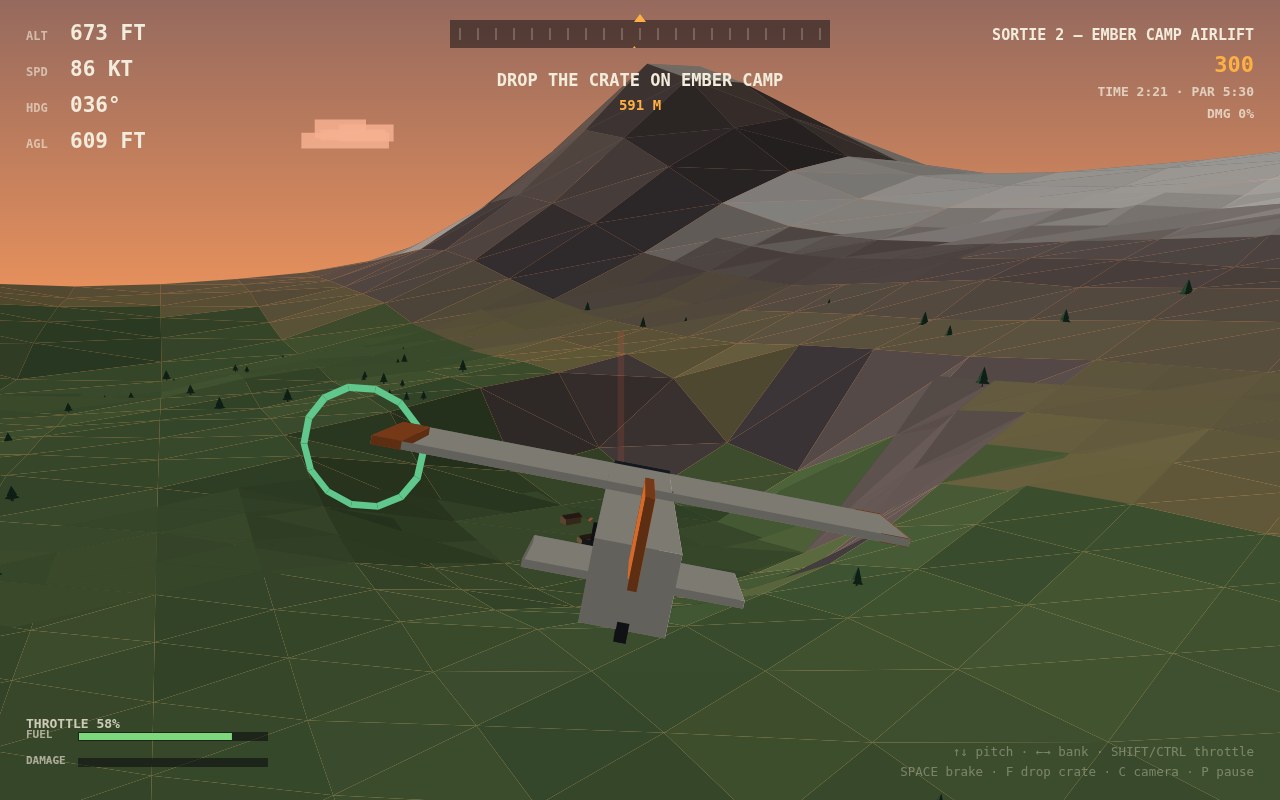 ALT 673 FT
SPD 86 KT
HDG 036°
AGL 609 FT
DROP THE CRATE ON EMBER CAMP
591 M
SORTIE 2 — EMBER CAMP AIRLIFT
300
TIME 2:21 · PAR 5:30
DMG 0%
THROTTLE 58%
FUEL
DAMAGE
↑↓ pitch · ←→ bank · SHIFT/CTRL throttle
SPACE brake · F drop crate · C camera · P pause